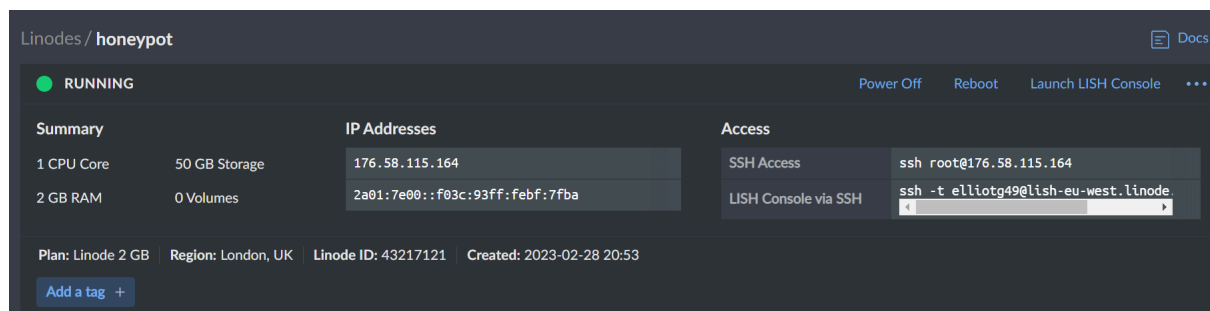 Linodes / honeypot
Docs
RUNNING
Power Off Reboot Launch LISH Console
Summary
1 CPU Core 50 GB Storage
2 GB RAM 0 Volumes
IP Addresses
176.58.115.164
2a01:7e00::f03c:93ff:febf:7fba
Access
SSH Access ssh root@176.58.115.164
LISH Console via SSH ssh -t elliotg49@lish-eu-west.linode.
Plan: Linode 2 GB Region: London, UK Linode ID: 43217121 Created: 2023-02-28 20:53
Add a tag +